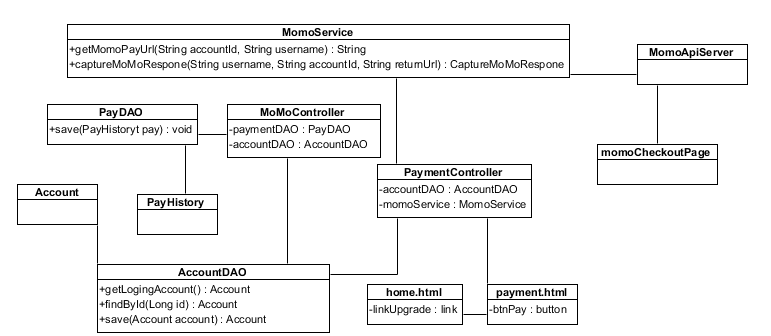 MomoService
+getMomoPayUrl(String accountId, String username) : String
+captureMoMoRespone(String username, String accountId, String returnUrl) : CaptureMoMoRespone
MomoApiServer
PayDAO
+save(PayHistoryt pay) : void
MoMoController
-paymentDAO : PayDAO
-accountDAO : AccountDAO
momoCheckoutPage
PaymentController
-accountDAO : AccountDAO
-momoService : MomoService
Account
PayHistory
AccountDAO
+getLogingAccount() : Account
+findById(Long id) : Account
+save(Account account) : Account
home.html
-linkUpgrade : link
payment.html
-btnPay : button